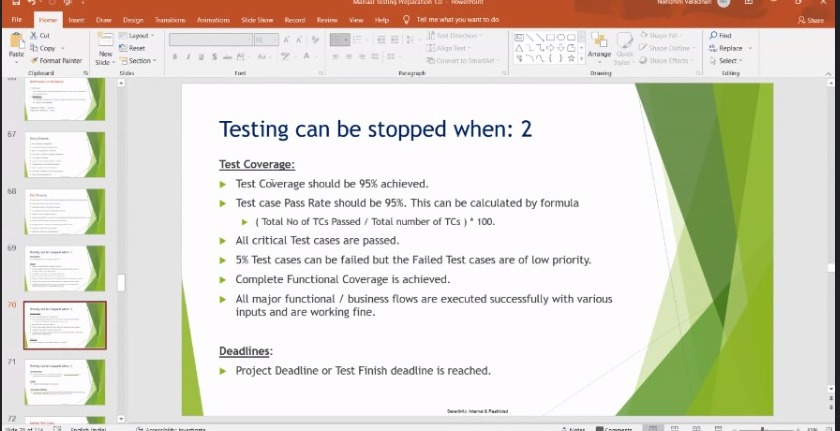 Manual Testing Preparation 1.0 - PowerPoint
File Home Insert Draw Design Transitions Animations Slide Show Record Review View Help Tell me what you want to do Share
Paste
Cut
Copy
Format Painter
Clipboard
New Slide
Layout
Reset
Section
Slides
Font
Text Direction
Align Text
Convert to SmartArt
Paragraph
Arrange
Quick Styles
Shape Fill
Shape Outline
Shape Effects
Drawing
Find
Replace
Select
Editing
67
68
69
70
71
72
Testing can be stopped when: 2
Test Coverage:
Test Coverage should be 95% achieved.
Test case Pass Rate should be 95%. This can be calculated by formula
( Total No of TCs Passed / Total number of TCs ) * 100.
All critical Test cases are passed.
5% Test cases can be failed but the Failed Test cases are of low priority.
Complete Functional Coverage is achieved.
All major functional / business flows are executed successfully with various
inputs and are working fine.
Deadlines:
Project Deadline or Test Finish deadline is reached.
Sensitivity: Internal & Restricted
English (India)
Accessibility: Investigate
Notes
Comments